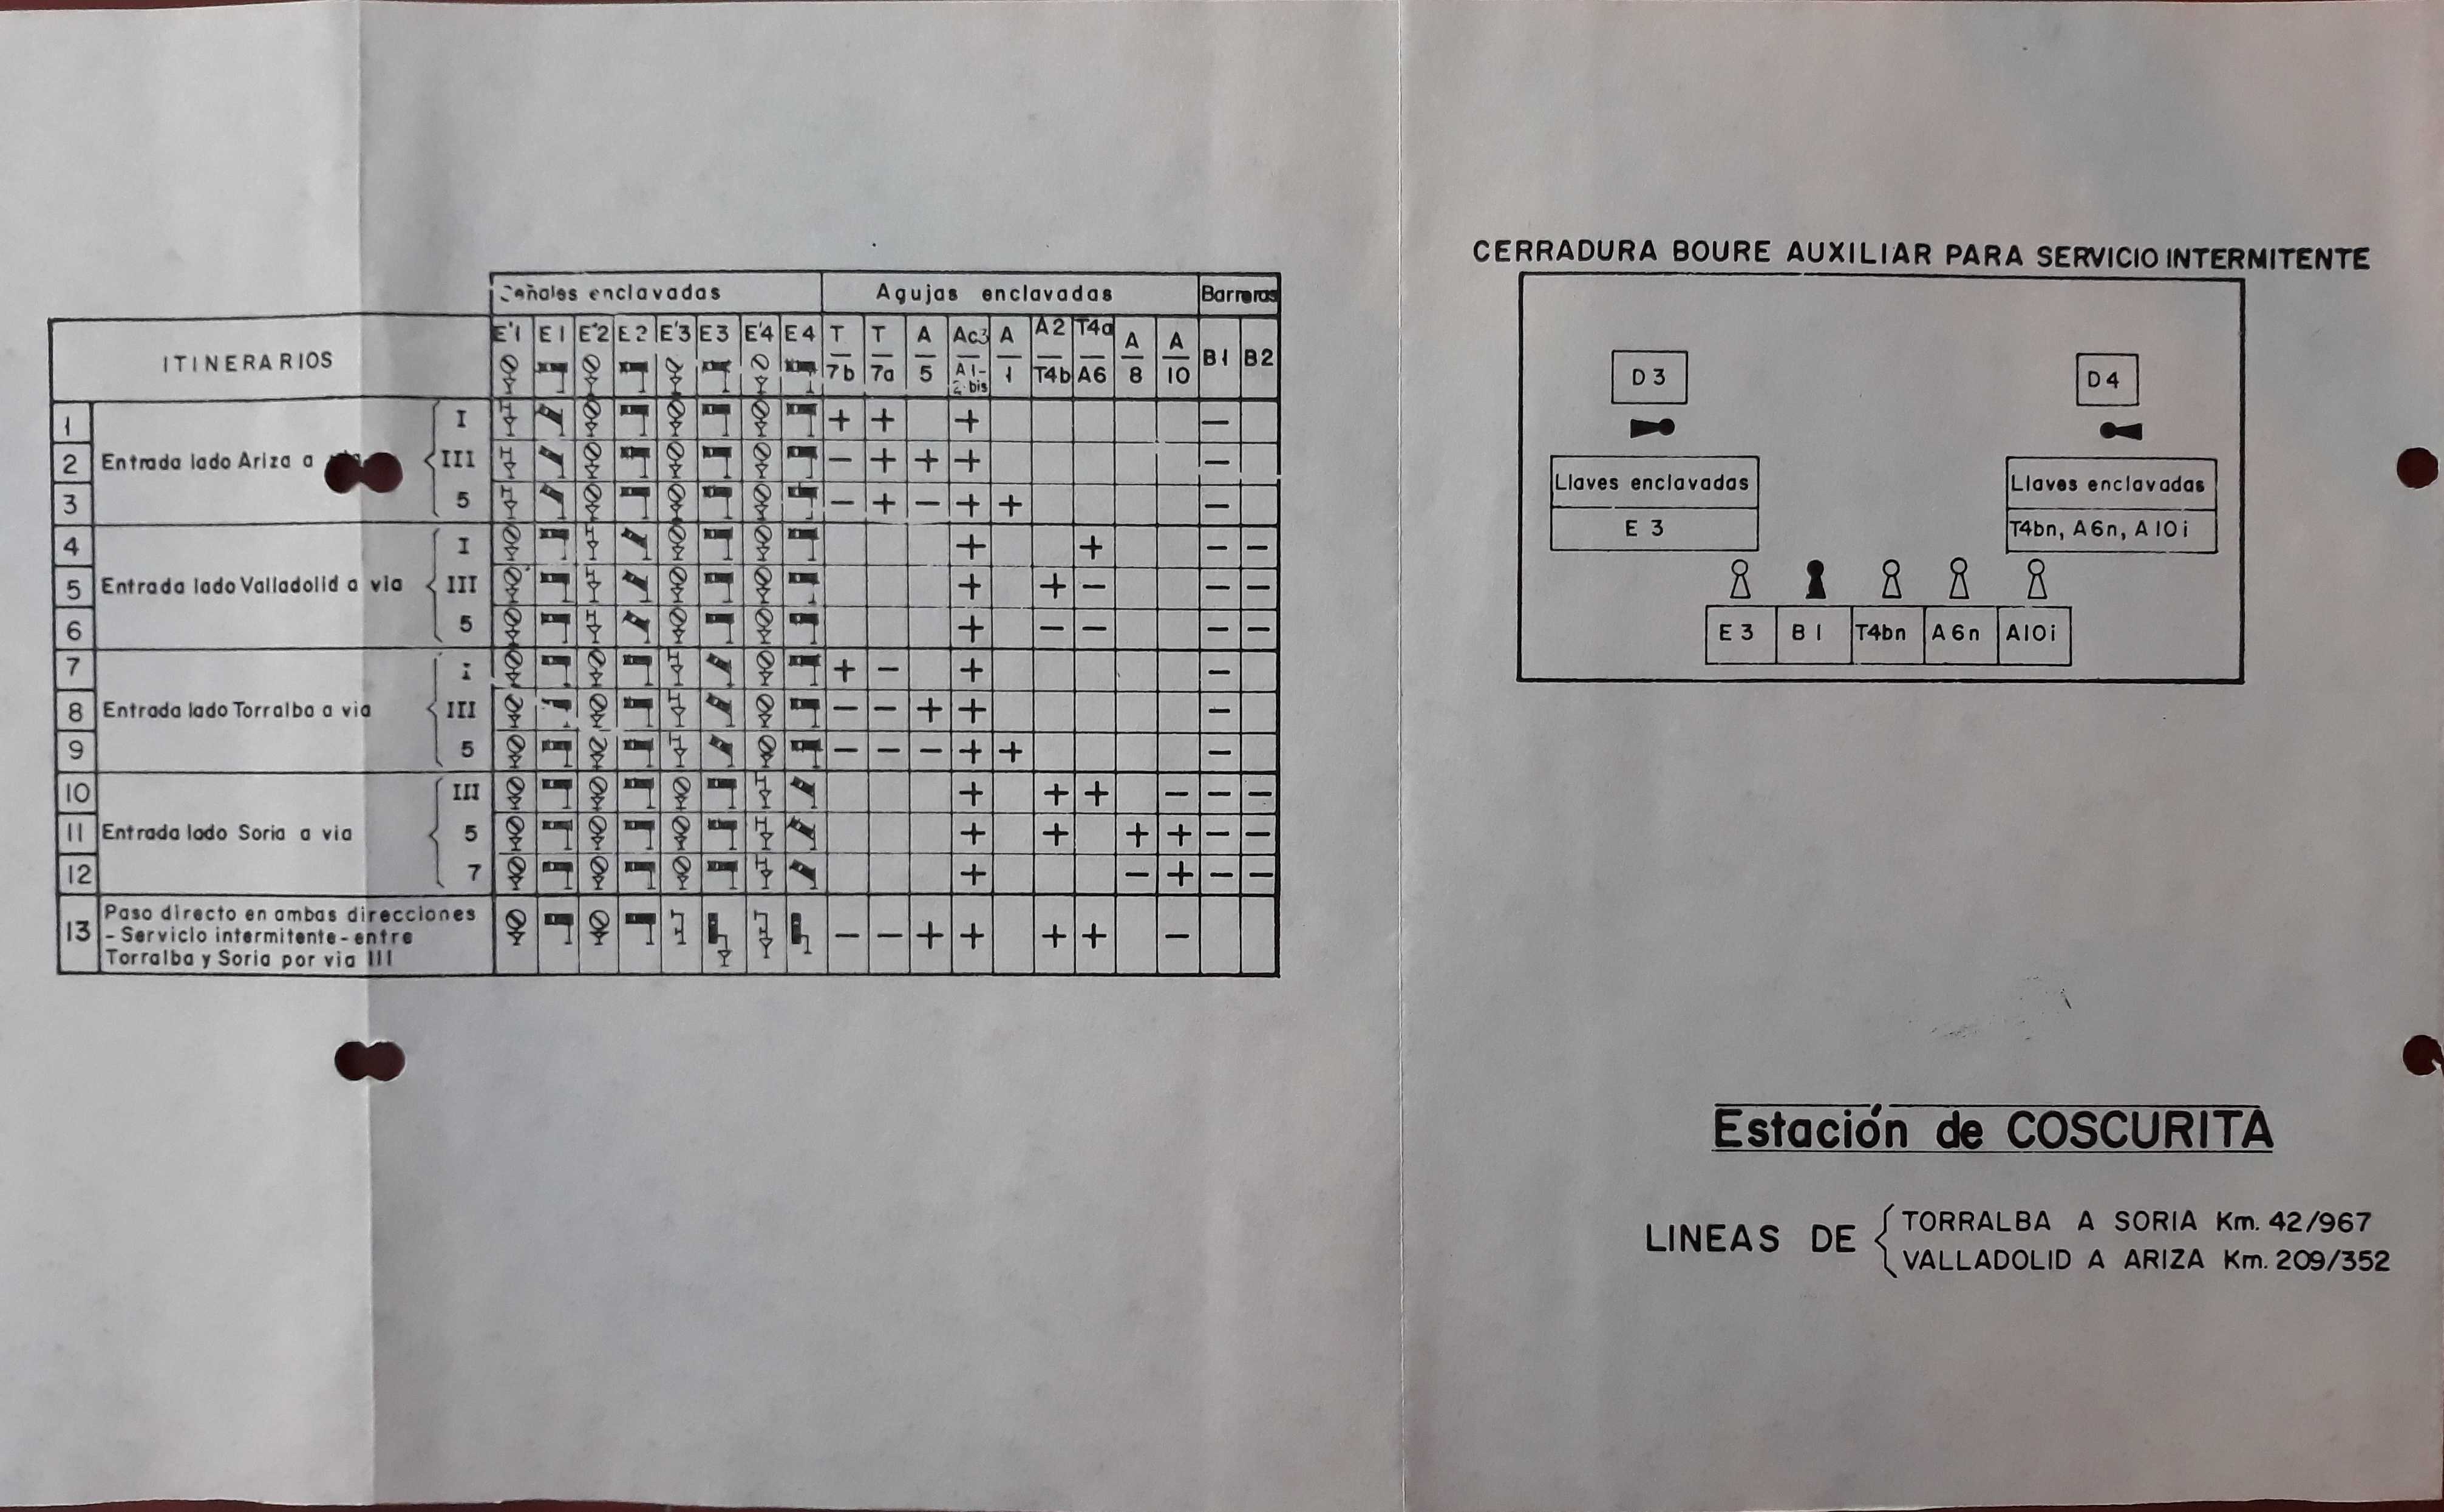 Señales enclavadas Agujas enclavadas Barreras
ITINERARIOS E'1 E1 E'2 E2 E'3 E3 E'4 E4 T/7b T/7a A/5 Ac3/A1-2 bis A/1 A2/T4b T4a/A6 A/8 A/10 B1 B2
1 I + + + –
2 Entrada lado Ariza a III – + + + –
3 5 – + – + + –
4 I + + – –
5 Entrada lado Valladolid a via III + + – – –
6 5 + – – – –
7 I + – + –
8 Entrada lado Torralba a via III – – + + –
9 5 – – – + + –
10 III + + + – – –
11 Entrada lado Soria a via 5 + + + + – –
12 7 + – + – –
13 Paso directo en ambas direcciones
- Servicio intermitente - entre
Torralba y Soria por via III – – + + + + –
CERRADURA BOURE AUXILIAR PARA SERVICIO INTERMITENTE
D3 D4
Llaves enclavadas Llaves enclavadas
E 3 T4bn, A6n, A10i
E 3 B 1 T4bn A6n A10i
Estación de COSCURITA
LINEAS DE { TORRALBA A SORIA Km. 42/967
VALLADOLID A ARIZA Km. 209/352